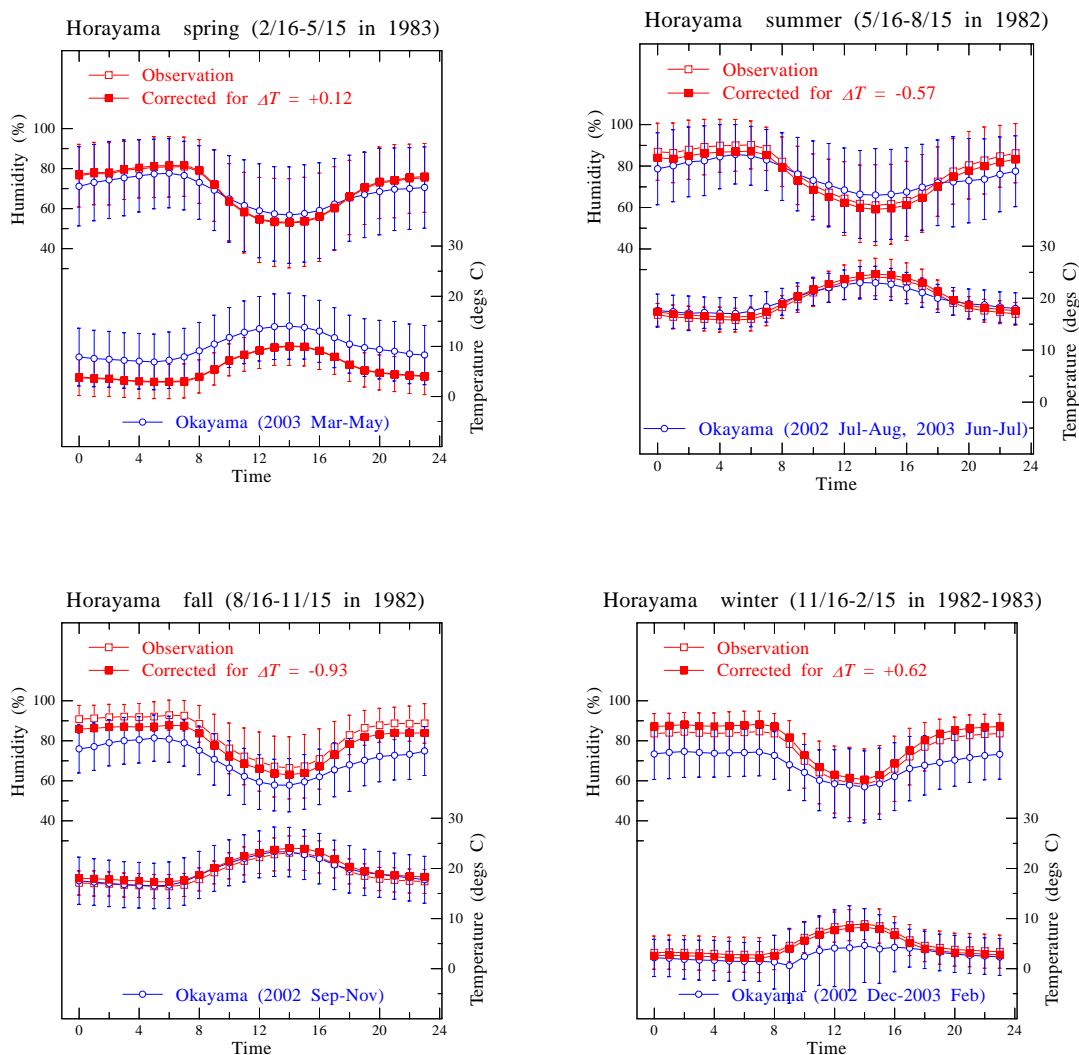 Horayama spring (2/16-5/15 in 1983)
Observation
Corrected for ΔT = +0.12
Humidity (%)
100
80
60
40
30
20
10
0
Temperature (degs C)
Okayama (2003 Mar-May)
0 4 8 12 16 20 24
Time
Horayama summer (5/16-8/15 in 1982)
Observation
Corrected for ΔT = -0.57
Humidity (%)
100
80
60
40
30
20
10
0
Temperature (degs C)
Okayama (2002 Jul-Aug, 2003 Jun-Jul)
0 4 8 12 16 20 24
Time
Horayama fall (8/16-11/15 in 1982)
Observation
Corrected for ΔT = -0.93
Humidity (%)
100
80
60
40
30
20
10
0
Temperature (degs C)
Okayama (2002 Sep-Nov)
0 4 8 12 16 20 24
Time
Horayama winter (11/16-2/15 in 1982-1983)
Observation
Corrected for ΔT = +0.62
Humidity (%)
100
80
60
40
30
20
10
0
Temperature (degs C)
Okayama (2002 Dec-2003 Feb)
0 4 8 12 16 20 24
Time